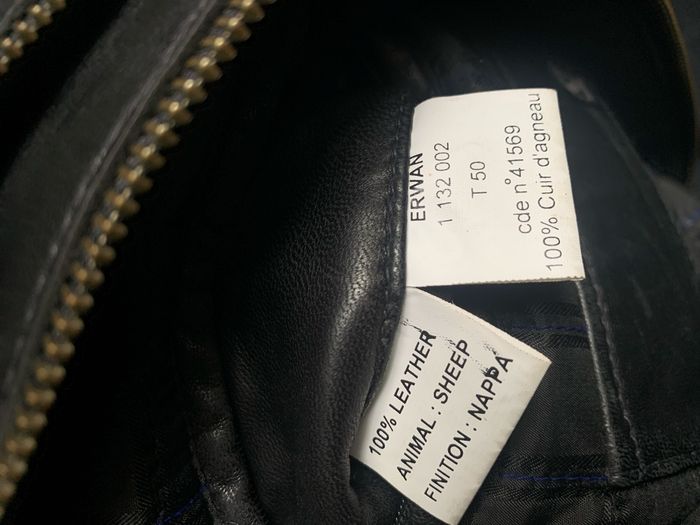 ERWAN
1 132 002
T 50
cde n°41569
100% Cuir d'agneau
100% LEATHER
ANIMAL : SHEEP
FINITION : NAPPA